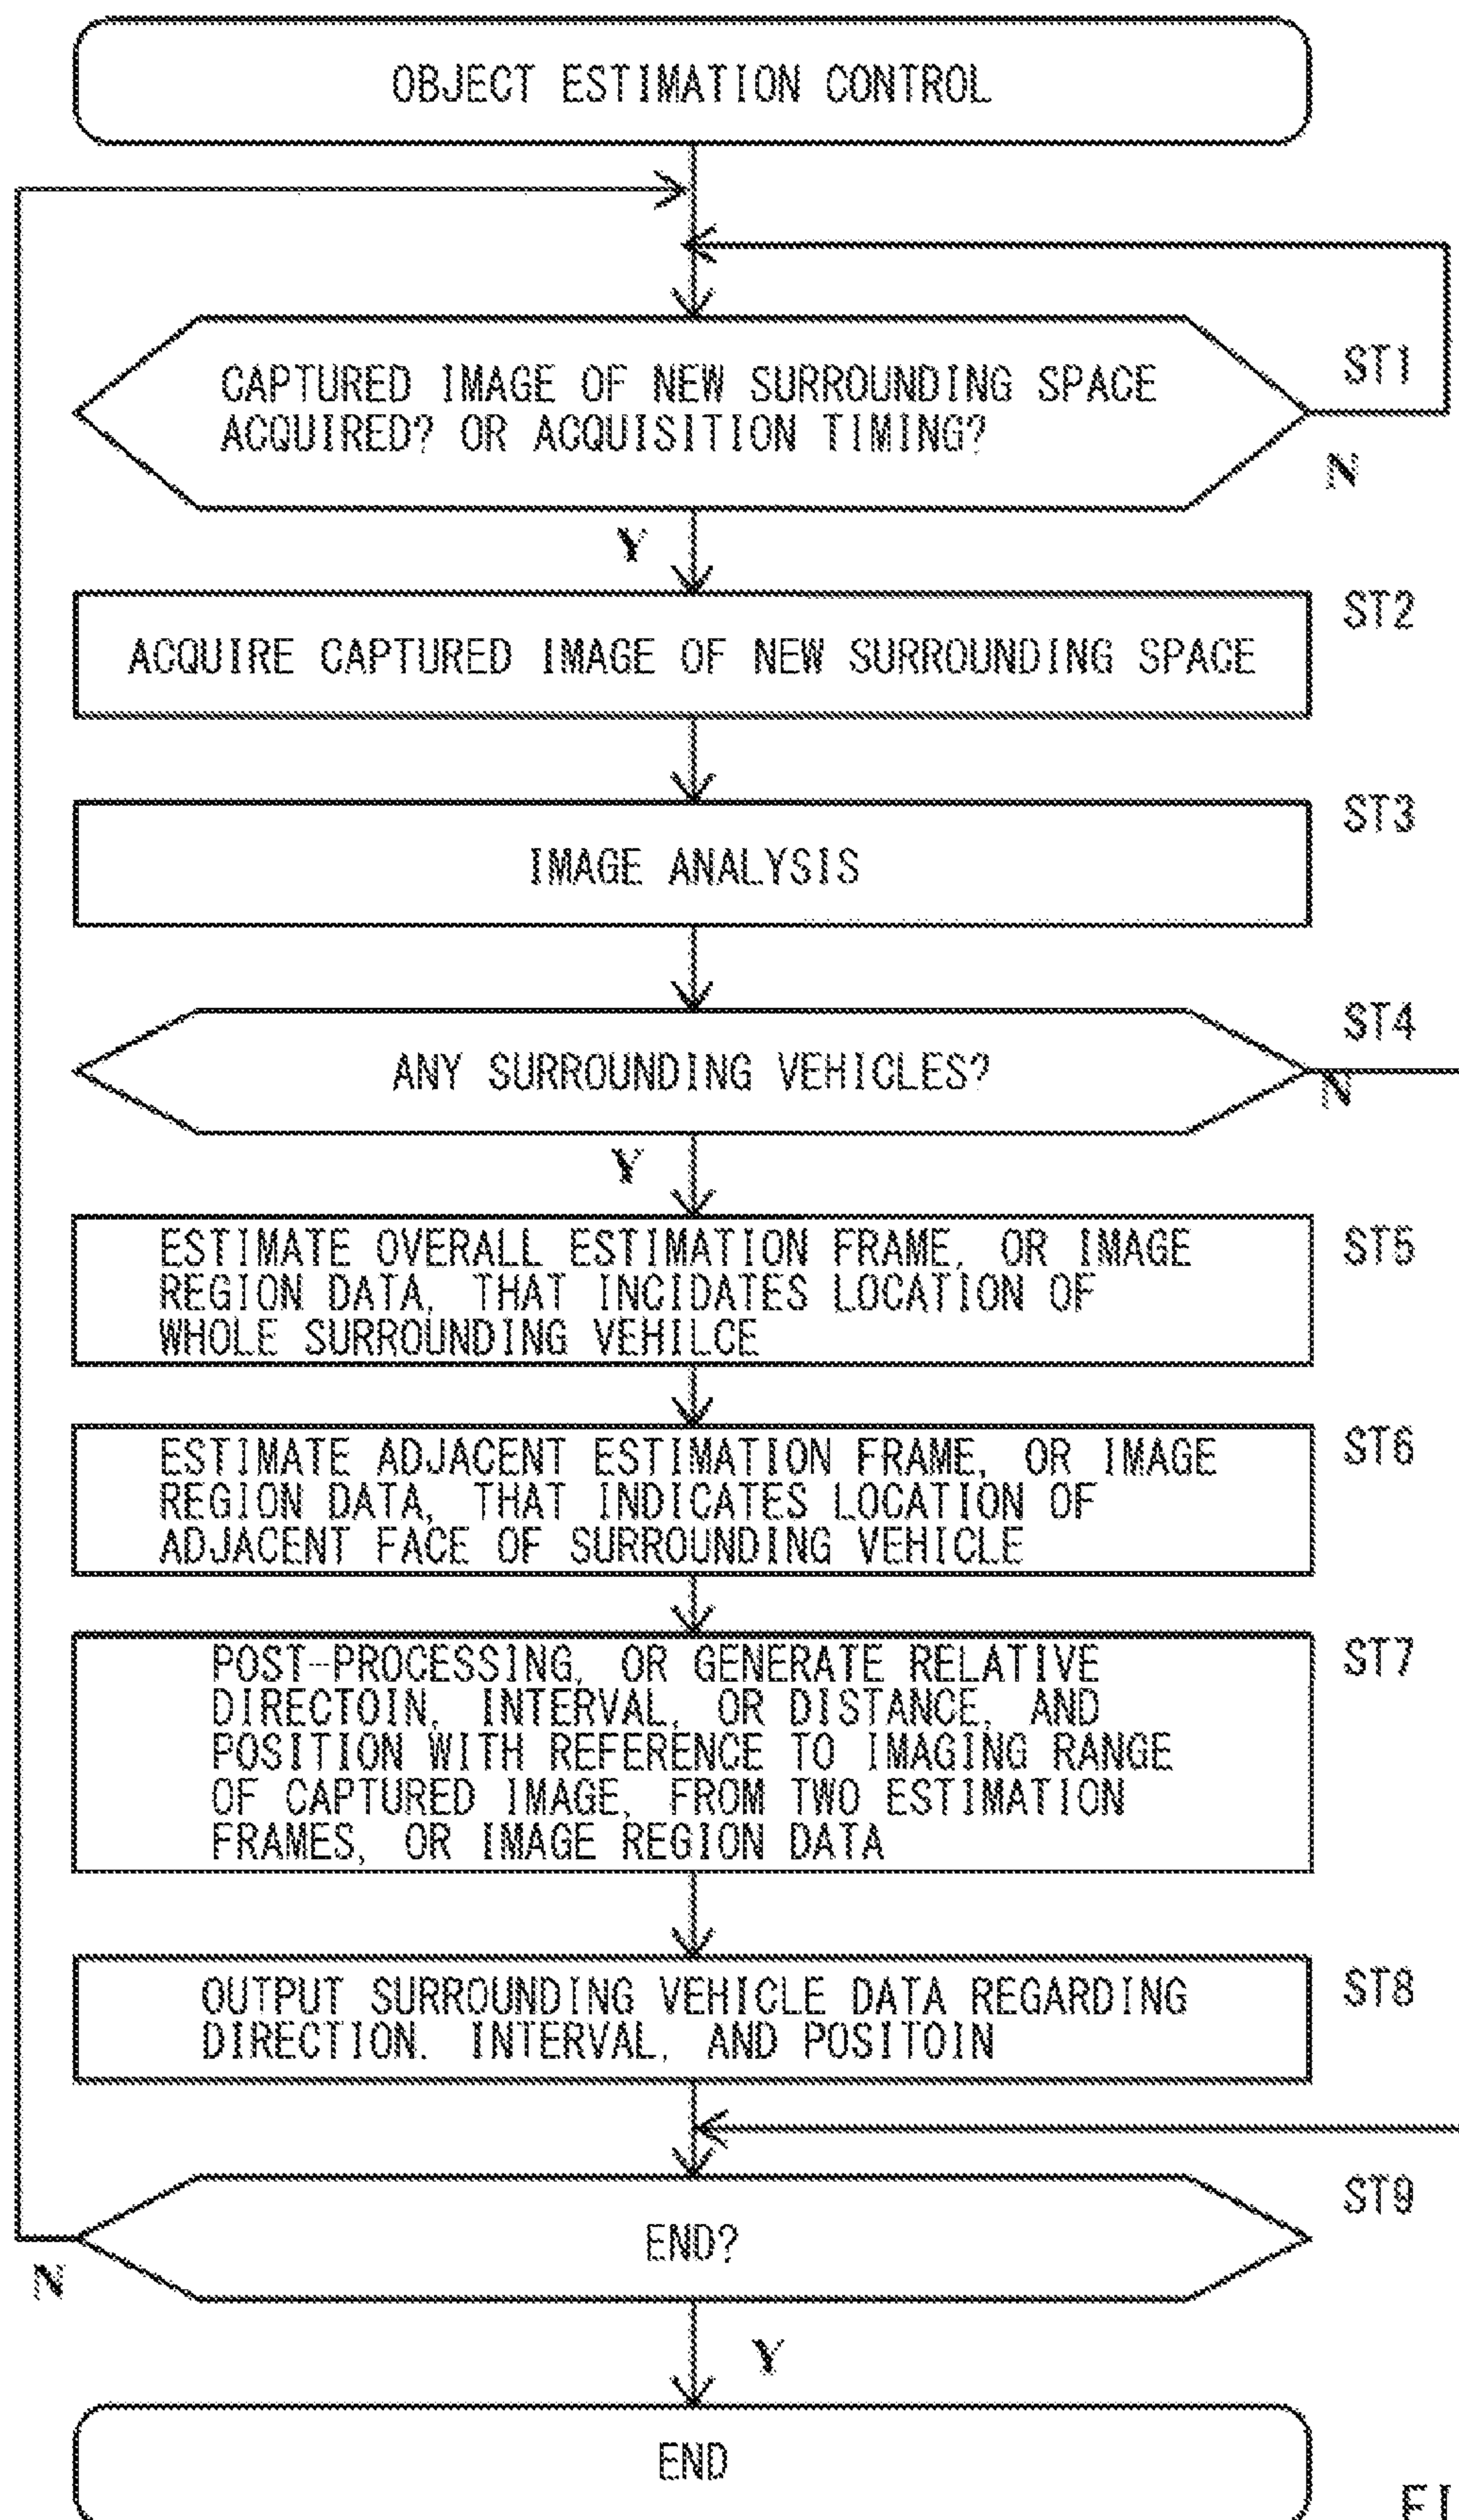 OBJECT ESTIMATION CONTROL
CAPTURED IMAGE OF NEW SURROUNDING SPACE
ACQUIRED? OR ACQUISITION TIMING?
ST1
N
Y
ST2
ACQUIRE CAPTURED IMAGE OF NEW SURROUNDING SPACE
ST3
IMAGE ANALYSIS
ST4
ANY SURROUNDING VEHICLES?
N
Y
ST5
ESTIMATE OVERALL ESTIMATION FRAME, OR IMAGE
REGION DATA, THAT INCIDATES LOCATION OF
WHOLE SURROUNDING VEHILCE
ST6
ESTIMATE ADJACENT ESTIMATION FRAME, OR IMAGE
REGION DATA, THAT INDICATES LOCATION OF
ADJACENT FACE OF SURROUNDING VEHICLE
ST7
POST-PROCESSING, OR GENERATE RELATIVE
DIRECTOIN, INTERVAL, OR DISTANCE, AND
POSITION WITH REFERENCE TO IMAGING RANGE
OF CAPTURED IMAGE, FROM TWO ESTIMATION
FRAMES, OR IMAGE REGION DATA
ST8
OUTPUT SURROUNDING VEHICLE DATA REGARDING
DIRECTION. INTERVAL, AND POSITOIN
ST9
END?
N
Y
END